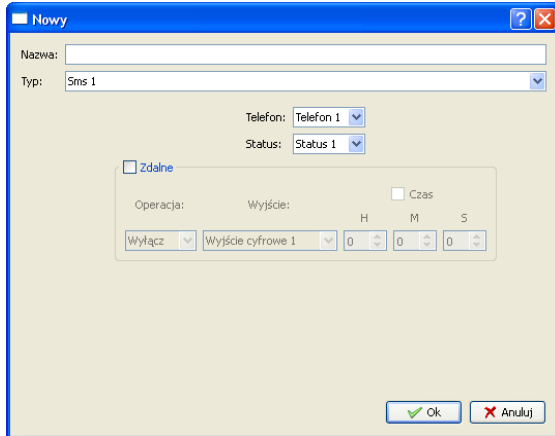 Nowy
Nazwa:
Typ: Sms 1
Telefon: Telefon 1
Status: Status 1
Zdalne
Czas
Operacja: Wyjście:
H M S
Wyłącz Wyjście cyfrowe 1 0 0 0
Ok Anuluj